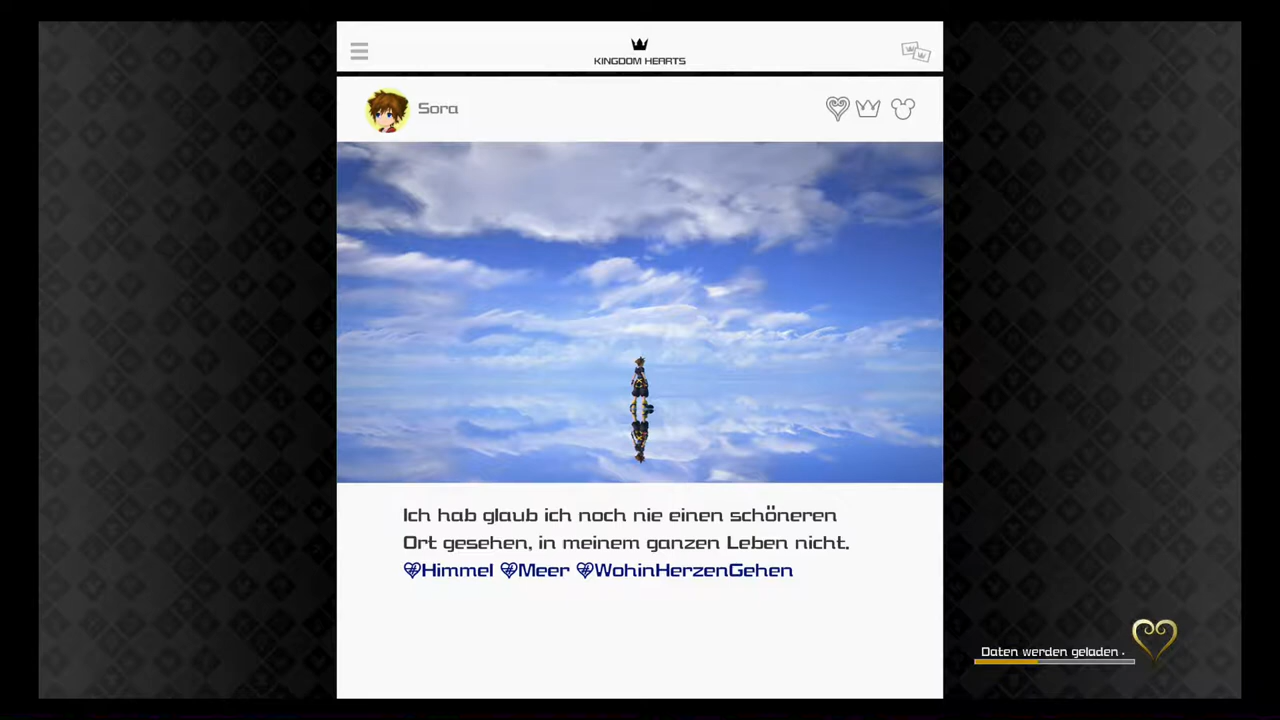 KINGDOM HEARTS
Sora
Ich hab glaub ich noch nie einen schöneren
Ort gesehen, in meinem ganzen Leben nicht.
#Himmel #Meer #WohinHerzenGehen
Daten werden geladen .